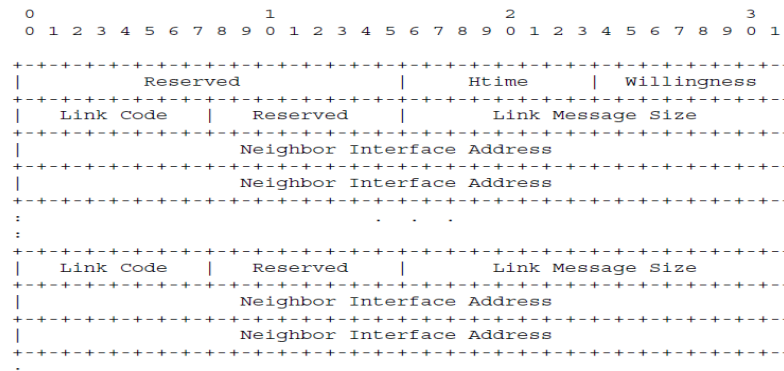 0                   1                   2                   3
0 1 2 3 4 5 6 7 8 9 0 1 2 3 4 5 6 7 8 9 0 1 2 3 4 5 6 7 8 9 0 1
+-+-+-+-+-+-+-+-+-+-+-+-+-+-+-+-+-+-+-+-+-+-+-+-+-+-+-+-+-+-+-+-
|          Reserved             |     Htime     |  Willingness
+-+-+-+-+-+-+-+-+-+-+-+-+-+-+-+-+-+-+-+-+-+-+-+-+-+-+-+-+-+-+-+-
|   Link Code   |   Reserved    |       Link Message Size
+-+-+-+-+-+-+-+-+-+-+-+-+-+-+-+-+-+-+-+-+-+-+-+-+-+-+-+-+-+-+-+-
|                  Neighbor Interface Address
+-+-+-+-+-+-+-+-+-+-+-+-+-+-+-+-+-+-+-+-+-+-+-+-+-+-+-+-+-+-+-+-
|                  Neighbor Interface Address
+-+-+-+-+-+-+-+-+-+-+-+-+-+-+-+-+-+-+-+-+-+-+-+-+-+-+-+-+-+-+-+-
:                             .  .  .
:
+-+-+-+-+-+-+-+-+-+-+-+-+-+-+-+-+-+-+-+-+-+-+-+-+-+-+-+-+-+-+-+-
|   Link Code   |   Reserved    |       Link Message Size
+-+-+-+-+-+-+-+-+-+-+-+-+-+-+-+-+-+-+-+-+-+-+-+-+-+-+-+-+-+-+-+-
|                  Neighbor Interface Address
+-+-+-+-+-+-+-+-+-+-+-+-+-+-+-+-+-+-+-+-+-+-+-+-+-+-+-+-+-+-+-+-
|                  Neighbor Interface Address
+-+-+-+-+-+-+-+-+-+-+-+-+-+-+-+-+-+-+-+-+-+-+-+-+-+-+-+-+-+-+-+-
.